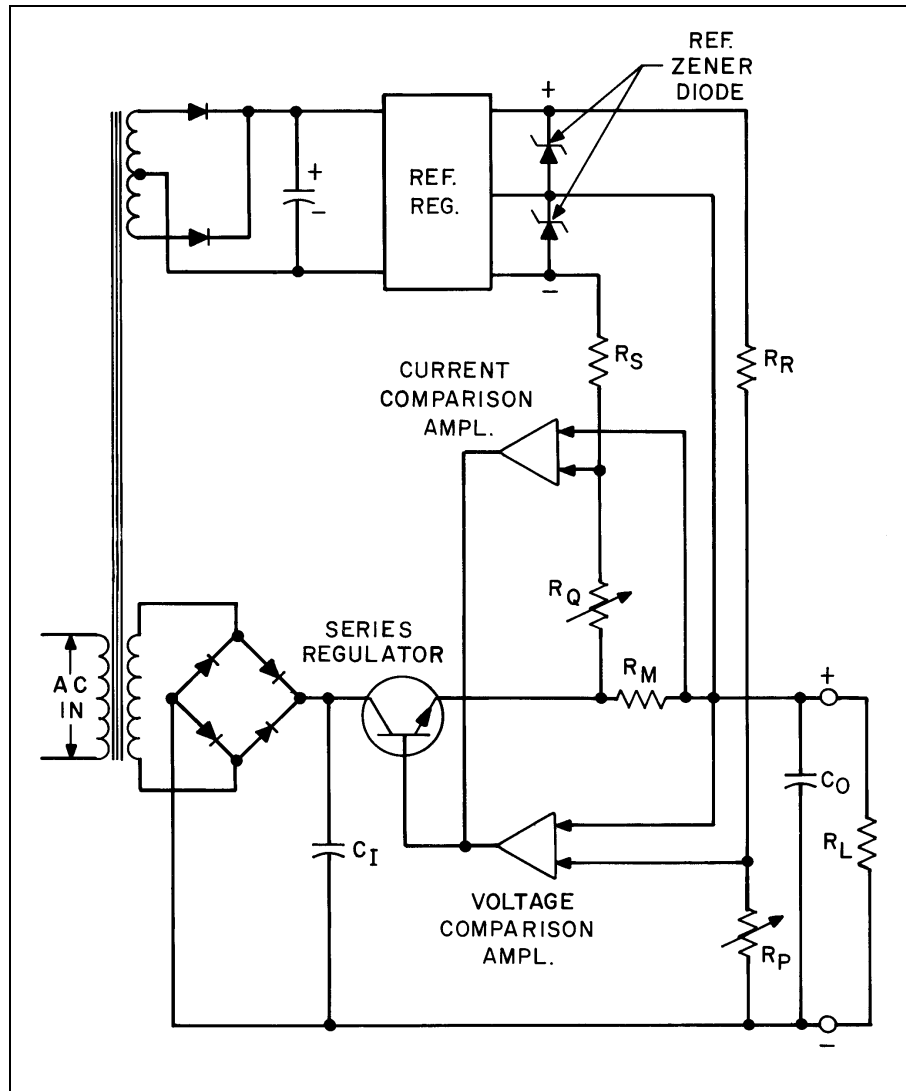 REF.
ZENER
DIODE
+
+
−
REF.
REG.
−
RS
RR
CURRENT
COMPARISON
AMPL.
RQ
SERIES
REGULATOR
RM
AC
IN
+
CO
RL
CI
VOLTAGE
COMPARISON
AMPL.
RP
−